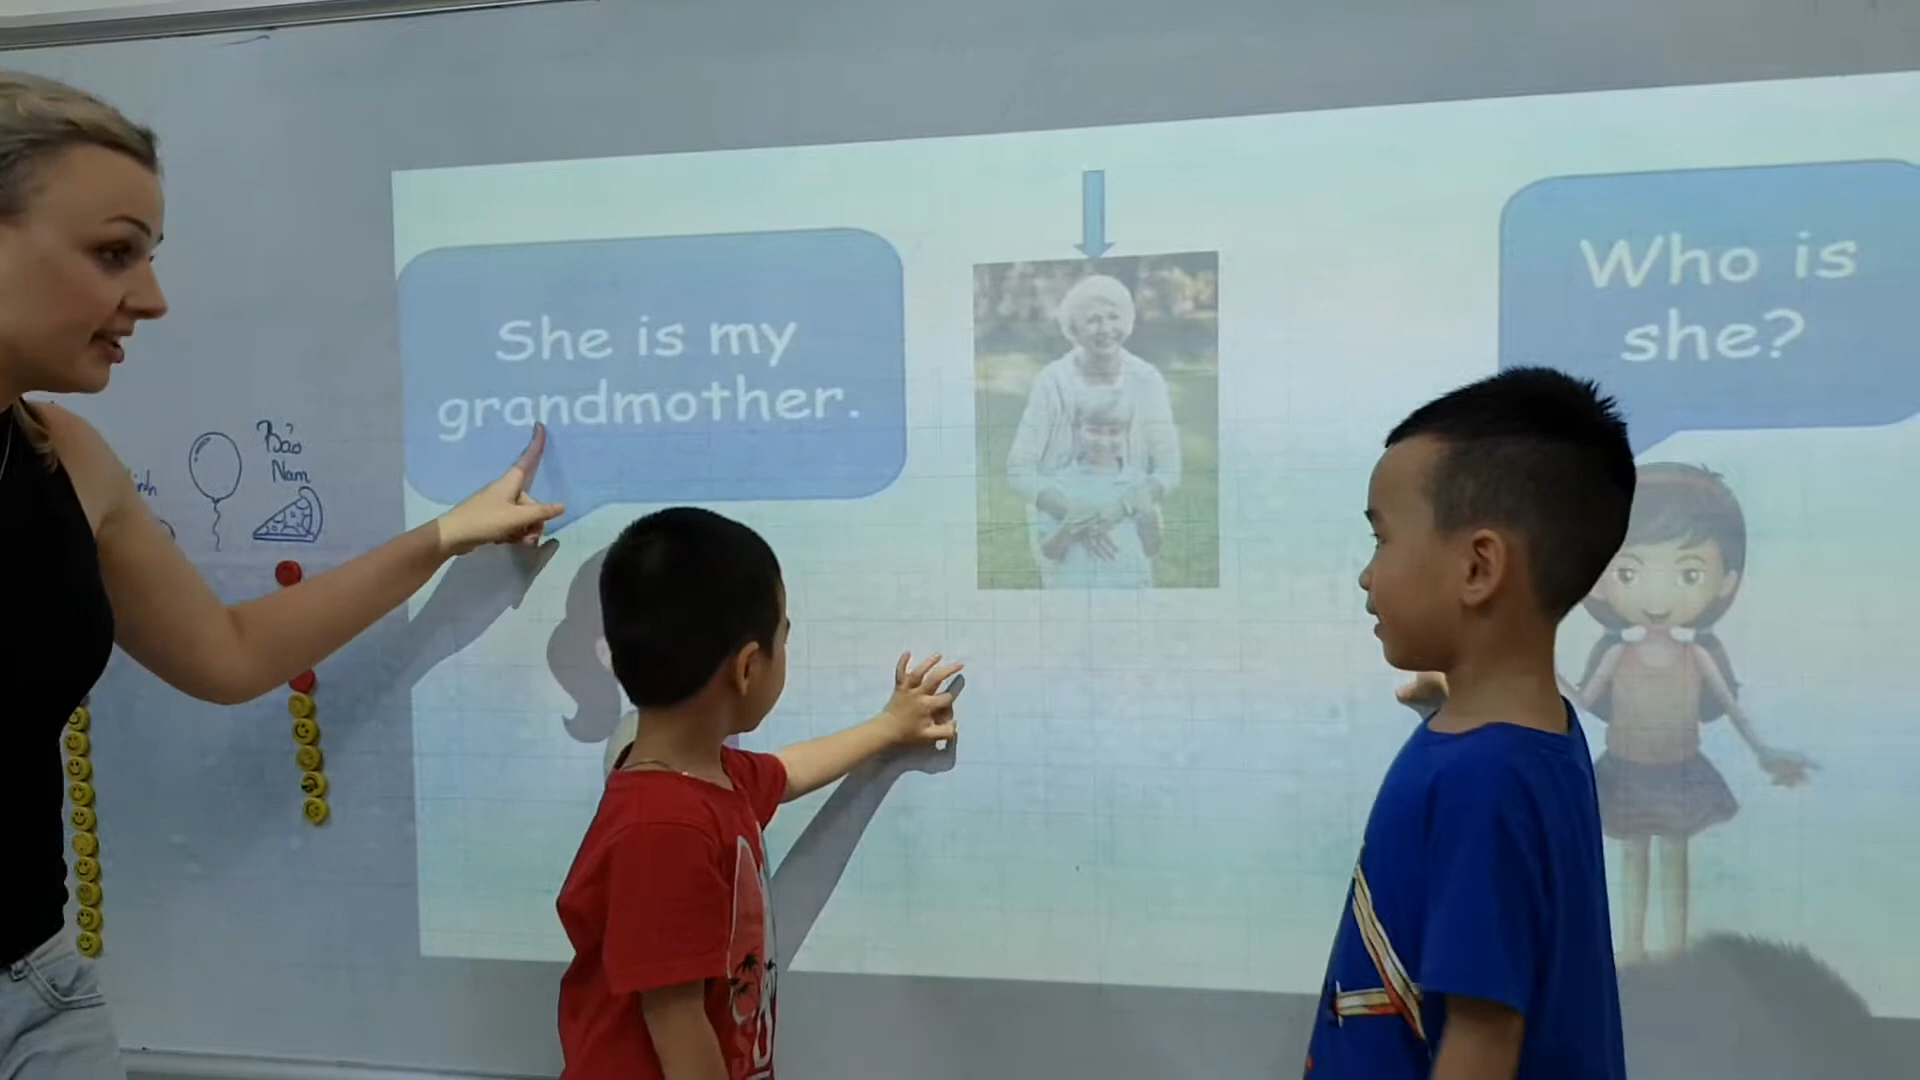 She is my
grandmother.
Who is
she?
Bảo
Nam